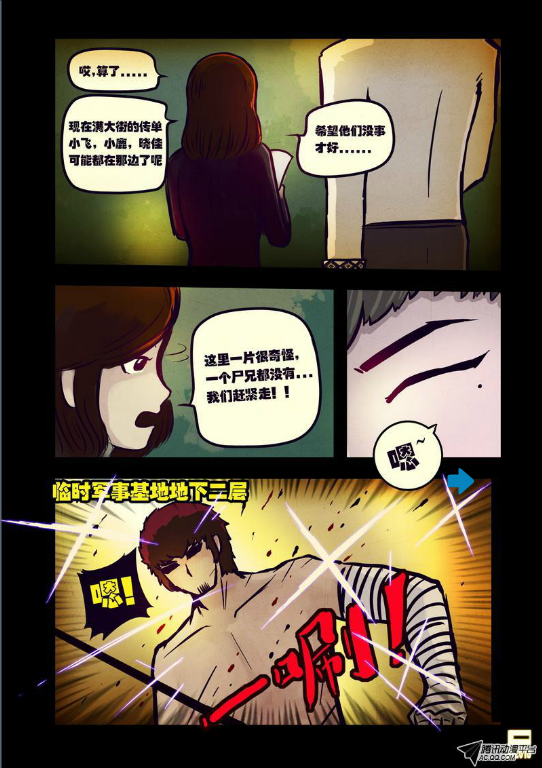 哎,算了.....
现在满大街的传单
小飞，小鹿，晓佳
可能都在那边了呢
希望他们没事
才好......
这里一片很奇怪，
一个尸兄都没有...
我们赶紧走！！
嗯~
临时军事基地地下二层
嗯!
一唰!
兄
腾讯动漫平台
AC.QQ.COM